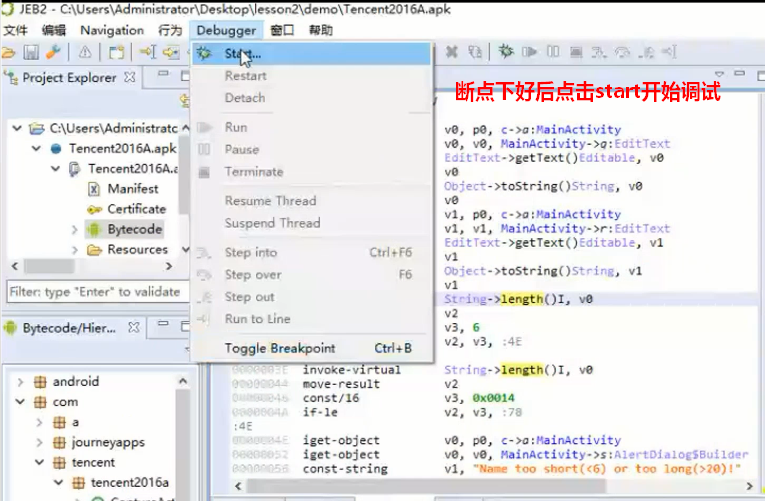 JEB2 - C:\Users\Administrator\Desktop\lesson2\demo\Tencent2016A.apk
文件 编辑 Navigation 行为 Debugger 窗口 帮助
Project Explorer
C:\Users\Administratc
Tencent2016A.apk
Tencent2016A.a
Manifest
Certificate
Bytecode
Resources
Filter: type "Enter" to validate
Bytecode/Hier...
android
com
a
journeyapps
tencent
tencent2016a
Start...
Restart
Detach
Run
Pause
Terminate
Resume Thread
Suspend Thread
Step into Ctrl+F6
Step over F6
Step out
Run to Line
Toggle Breakpoint Ctrl+B
断点下好后点击start开始调试
v0, p0, c->a:MainActivity
v0, v0, MainActivity->q:EditText
EditText->getText()Editable, v0
v0
Object->toString()String, v0
v0
v1, p0, c->a:MainActivity
v1, v1, MainActivity->r:EditText
EditText->getText()Editable, v1
v1
Object->toString()String, v1
v1
String->length()I, v0
v2
v3, 6
v2, v3, :4E
0000003E invoke-virtual String->length()I, v0
00000044 move-result v2
00000046 const/16 v3, 0x0014
0000004A if-le v2, v3, :78
:4E
0000004E iget-object v0, p0, c->a:MainActivity
00000052 iget-object v0, v0, MainActivity->s:AlertDialog$Builder
00000056 const-string v1, "Name too short(<6) or too long(>20)!"